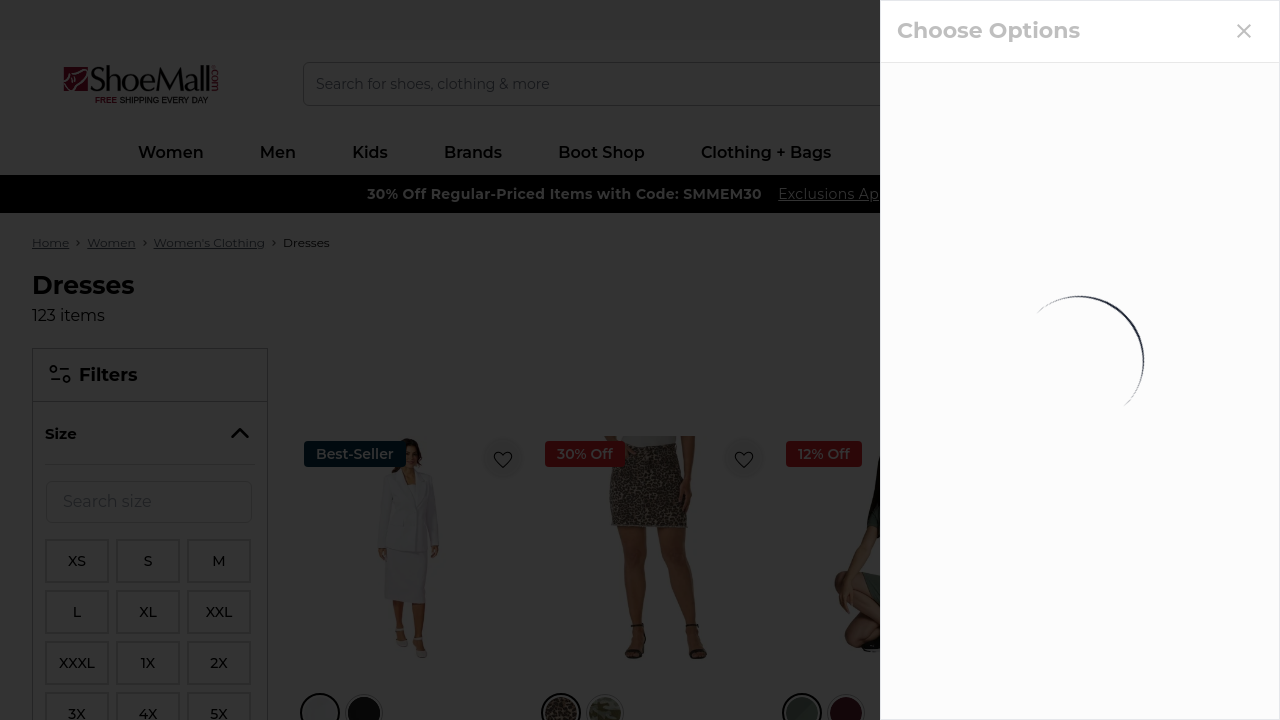 Choose Options
ShoeMall.com
FREE SHIPPING EVERY DAY
Search for shoes, clothing & more
Women Men Kids Brands Boot Shop Clothing + Bags
30% Off Regular-Priced Items with Code: SMMEM30 Exclusions Ap
Home > Women > Women's Clothing > Dresses
Dresses
123 items
Filters
Size
Search size
XS S M
L XL XXL
XXXL 1X 2X
3X 4X 5X
Best-Seller 30% Off 12% Off